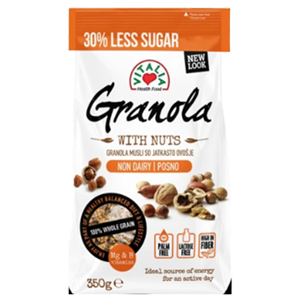 30% LESS SUGAR
NEW
LOOK
VITALIA
Health Food
Granola
WITH NUTS
GRANOLA MUSLI SO JATKASTO OVOŠJE
NON DAIRY | POSNO
100% WHOLE GRAIN
Mg & B
vitamins
PALM
FREE
LACTOSE
FREE
HIGH IN
FIBER
Ideal source of energy
for an active day
350g